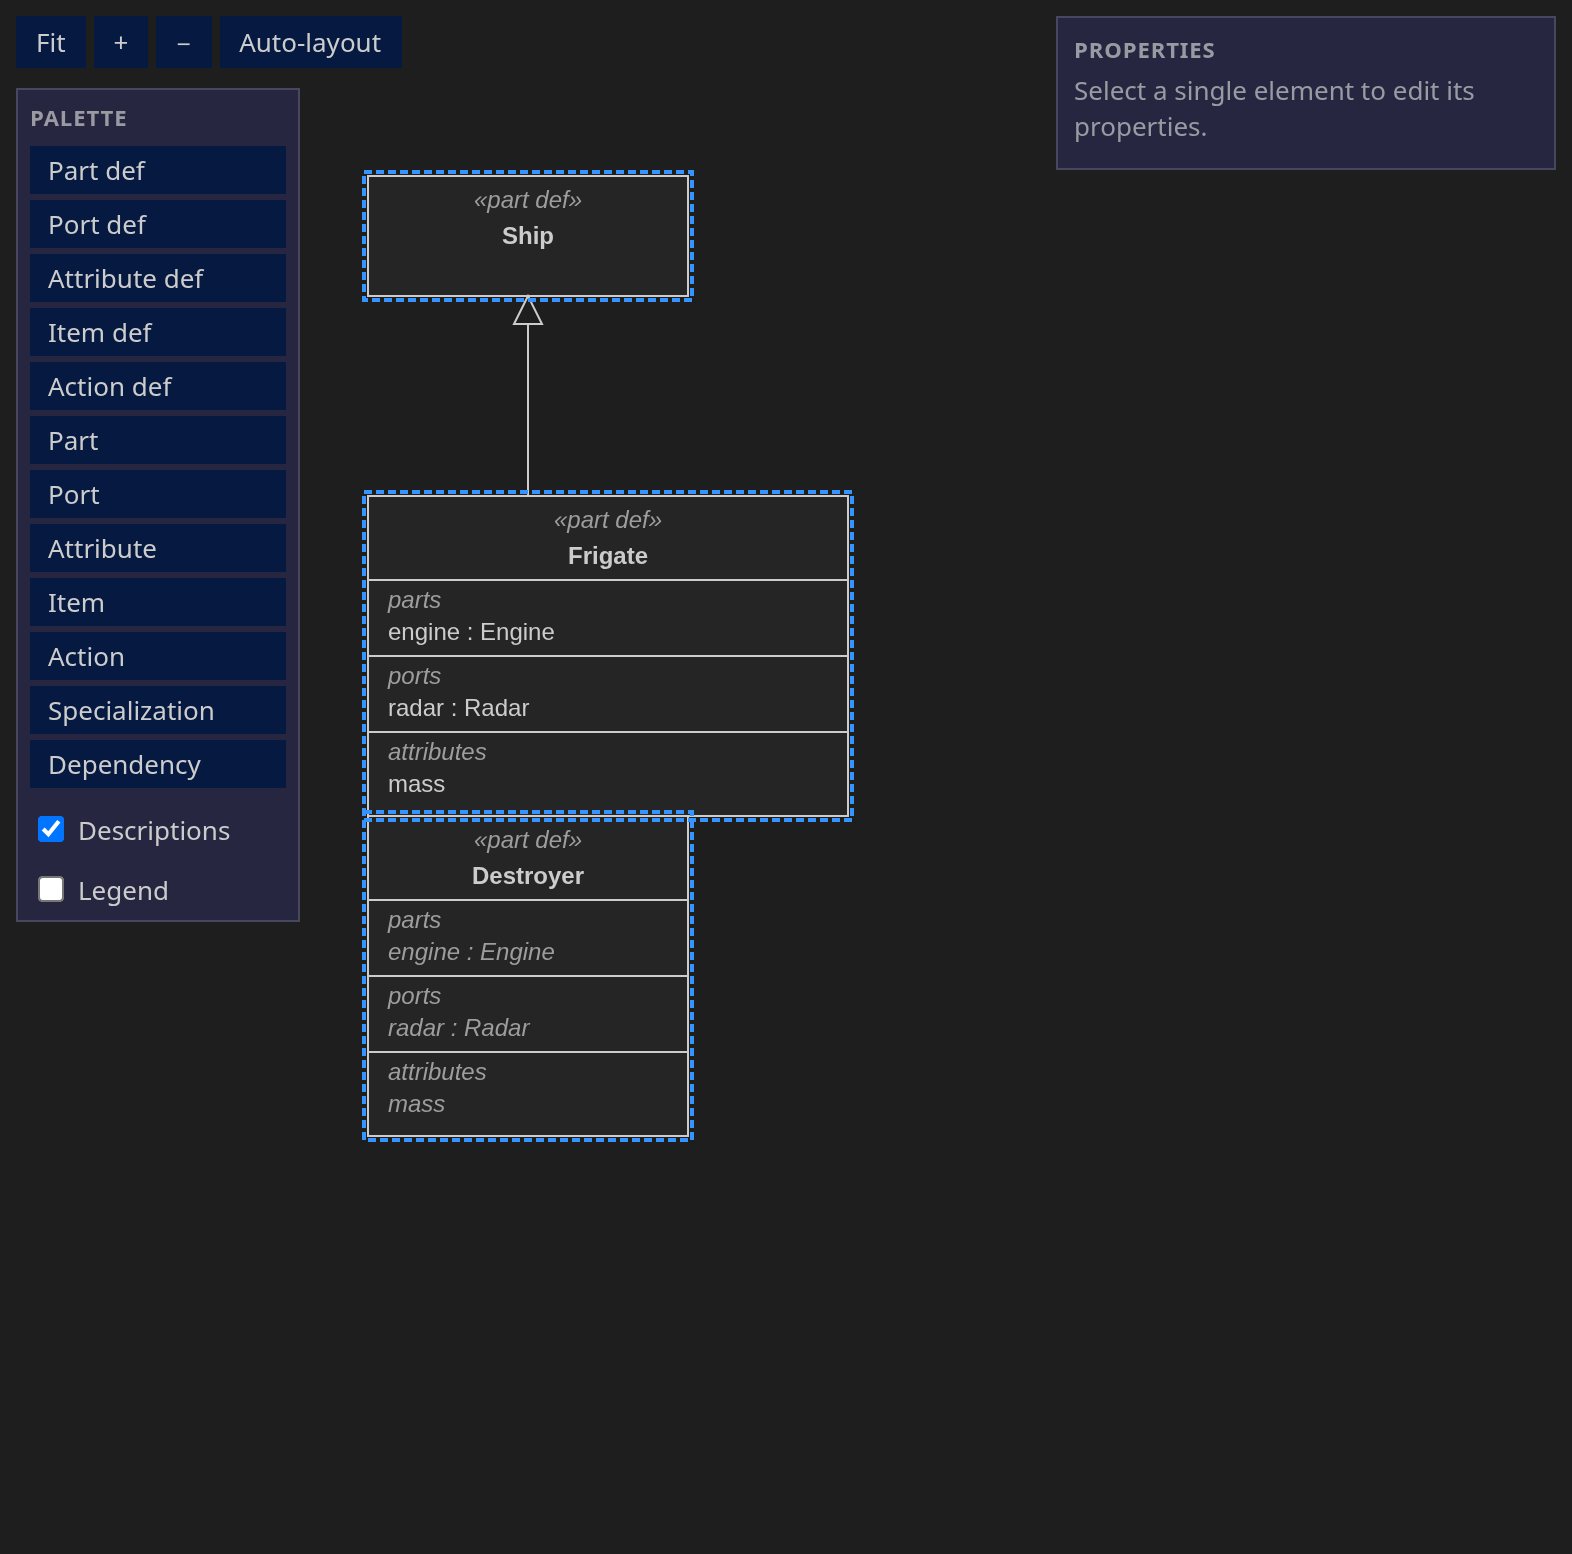 Fit
+
–
Auto-layout
PROPERTIES
Select a single element to edit its
properties.
PALETTE
Part def
Port def
Attribute def
Item def
Action def
Part
Port
Attribute
Item
Action
Specialization
Dependency
Descriptions
Legend
«part def»
Ship
«part def»
Frigate
parts
engine : Engine
ports
radar : Radar
attributes
mass
«part def»
Destroyer
parts
engine : Engine
ports
radar : Radar
attributes
mass